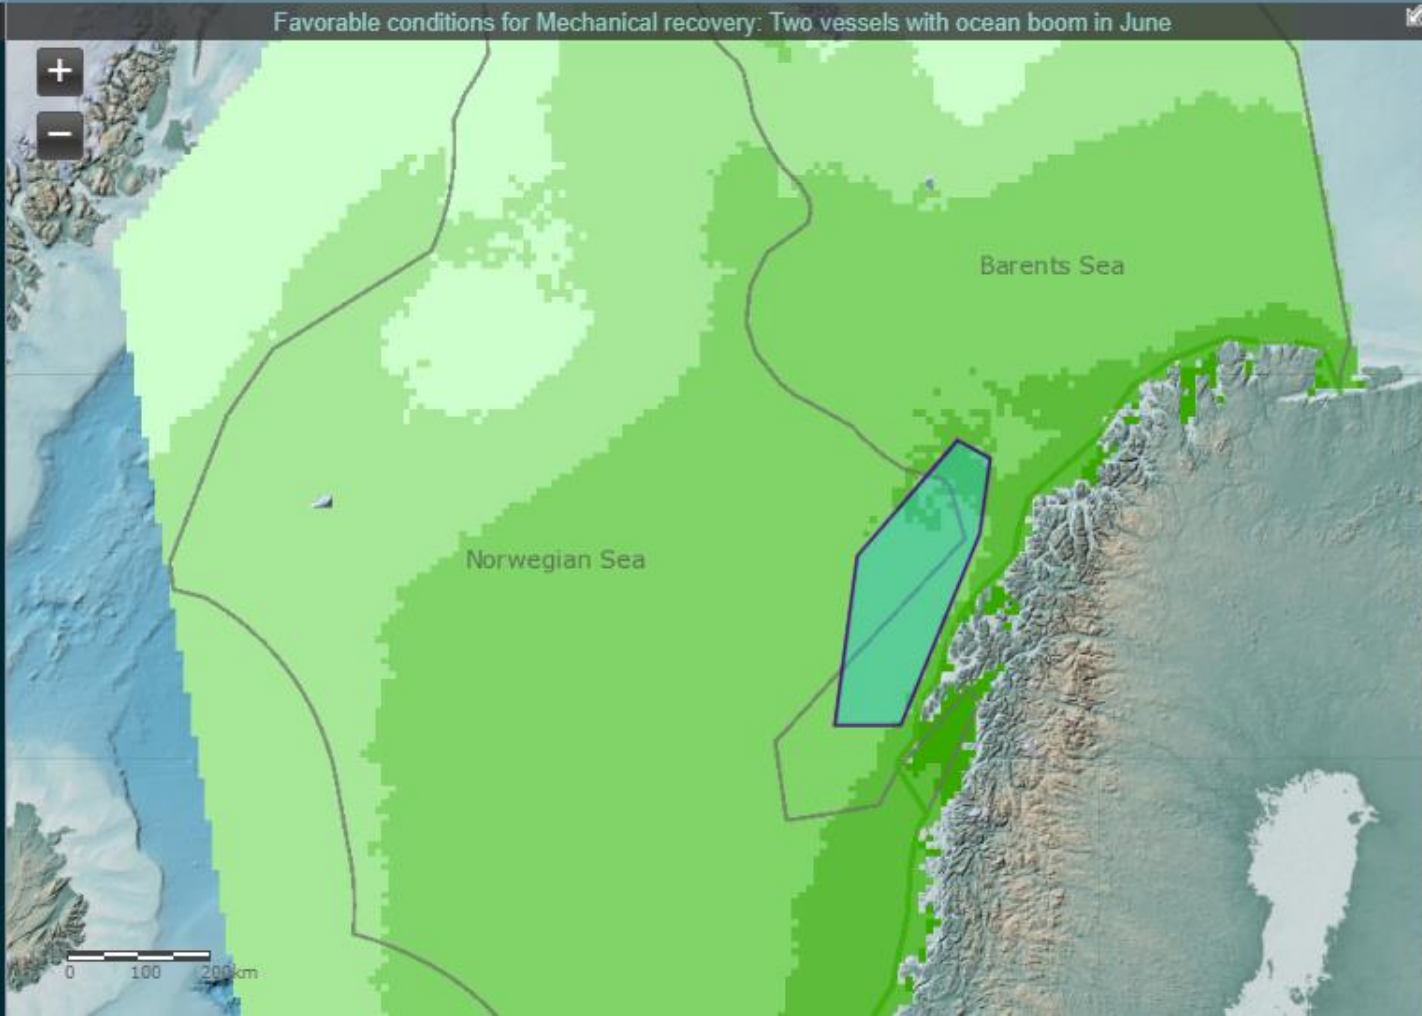 Favorable conditions for Mechanical recovery: Two vessels with ocean boom in June
+
−
Barents Sea
Norwegian Sea
0 100 200km